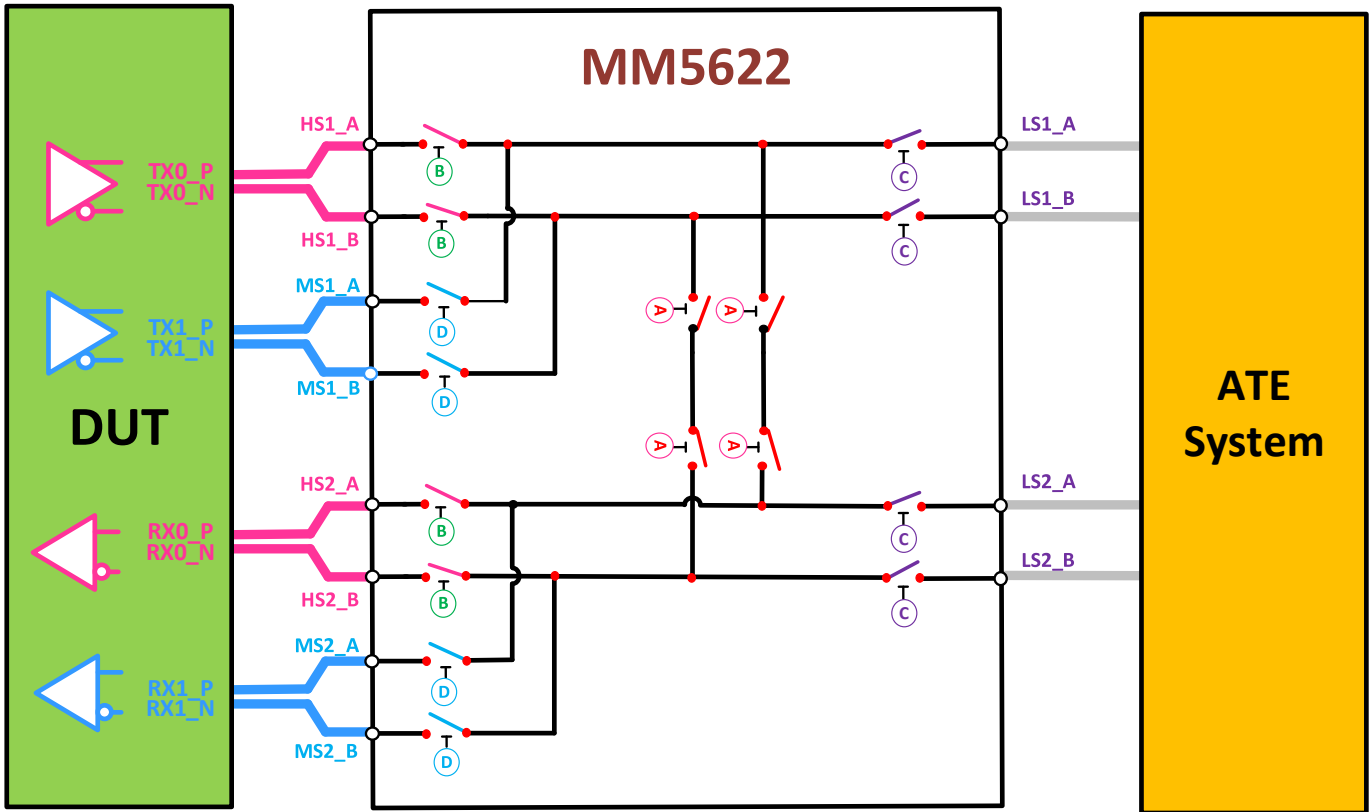 MM5622
HS1_A
LS1_A
TX0_P
TX0_N
B
C
LS1_B
HS1_B
B
C
MS1_A
A
A
TX1_P
TX1_N
D
MS1_B
D
DUT
A
A
ATE
System
HS2_A
LS2_A
RX0_P
RX0_N
B
C
LS2_B
HS2_B
B
C
MS2_A
RX1_P
RX1_N
D
MS2_B
D